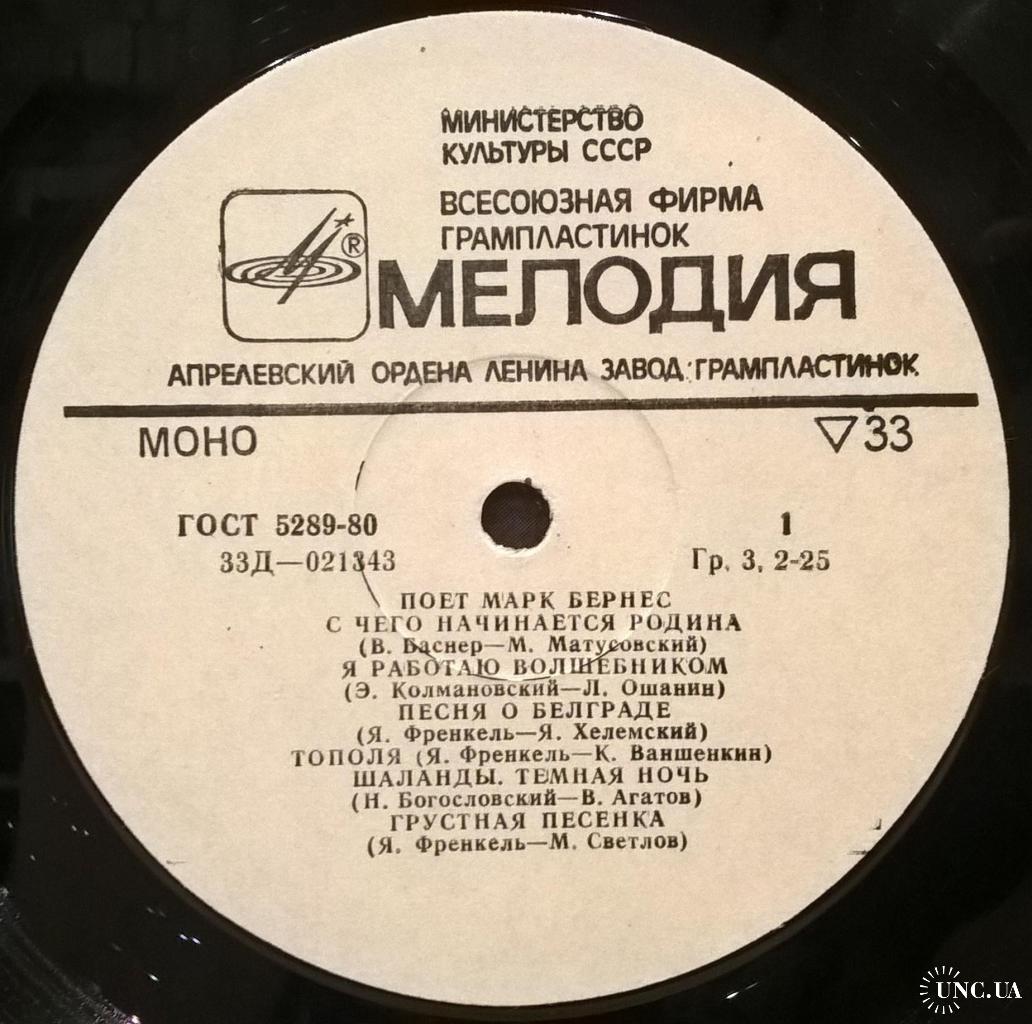 МИНИСТЕРСТВО
КУЛЬТУРЫ СССР
ВСЕСОЮЗНАЯ ФИРМА
ГРАМПЛАСТИНОК
®
МЕЛОДИЯ
АПРЕЛЕВСКИЙ ОРДЕНА ЛЕНИНА ЗАВОД ГРАМПЛАСТИНОК
МОНО
▽33
ГОСТ 5289-80
1
33Д—021343
Гр. 3, 2-25
ПОЕТ МАРК БЕРНЕС
С ЧЕГО НАЧИНАЕТСЯ РОДИНА
(В. Баснер—М. Матусовский)
Я РАБОТАЮ ВОЛШЕБНИКОМ
(Э. Колмановский—Л. Ошанин)
ПЕСНЯ О БЕЛГРАДЕ
(Я. Френкель—Я. Хелемский)
ТОПОЛЯ (Я. Френкель—К. Ваншенкин)
ШАЛАНДЫ. ТЕМНАЯ НОЧЬ
(Н. Богословский—В. Агатов)
ГРУСТНАЯ ПЕСЕНКА
(Я. Френкель—М. Светлов)
UNC.UA